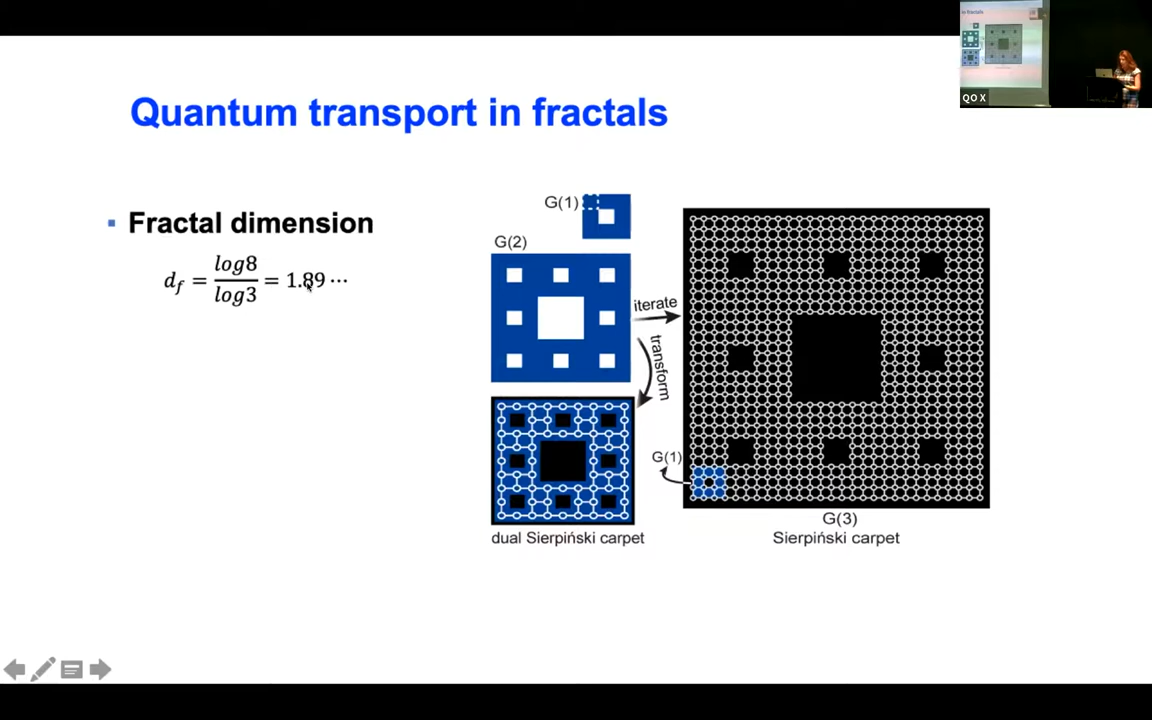 Quantum transport in fractals
▪ Fractal dimension
d_f = log8/log3 = 1.89 ⋯
G(1)
G(2)
iterate
transform
G(1)
dual Sierpiński carpet
G(3)
Sierpiński carpet
QO X